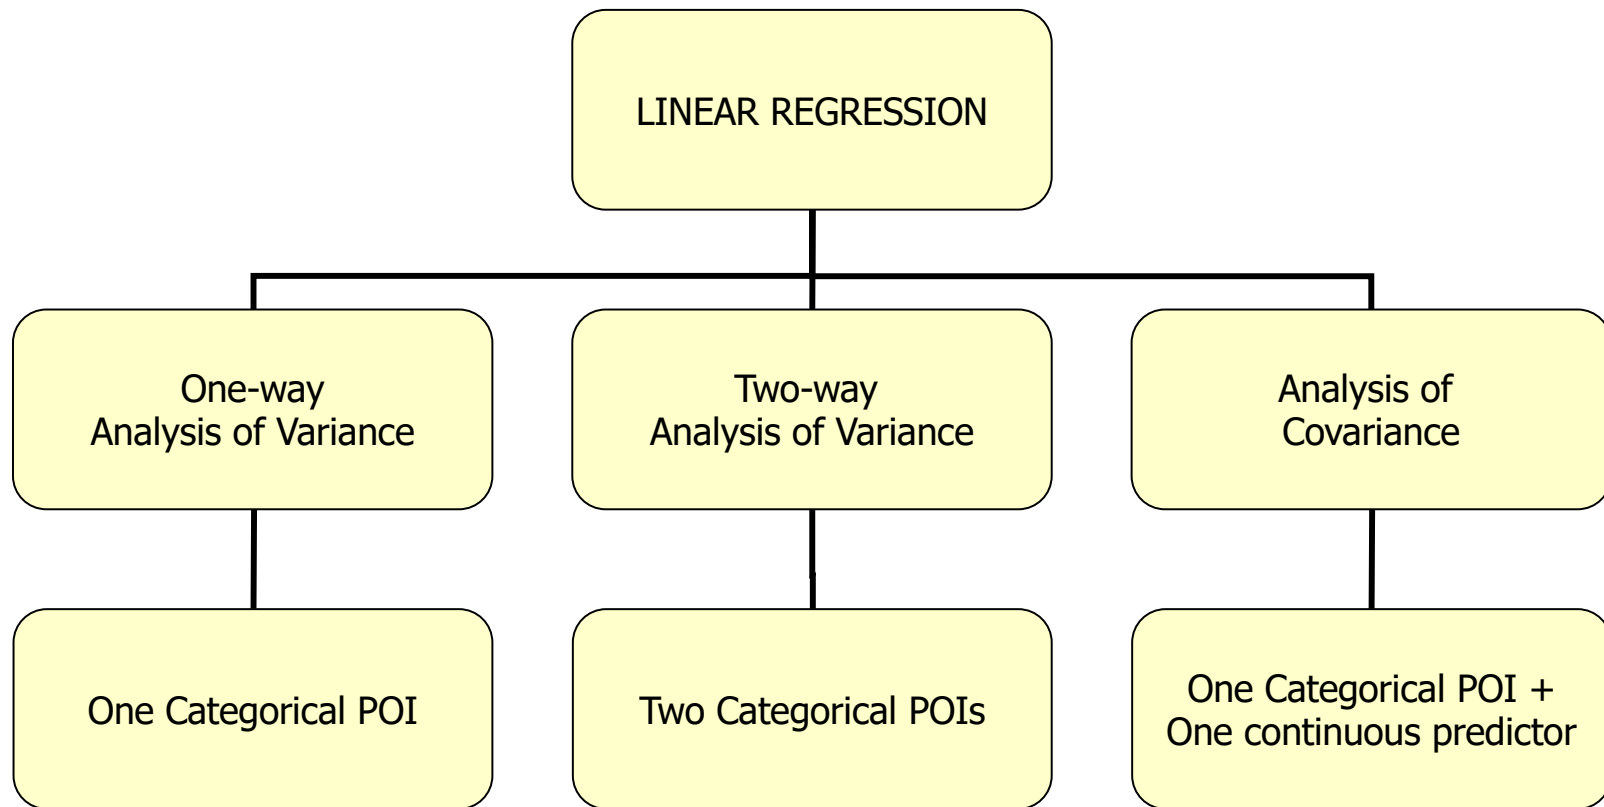 LINEAR REGRESSION
One-way
Analysis of Variance
Two-way
Analysis of Variance
Analysis of
Covariance
One Categorical POI
Two Categorical POIs
One Categorical POI +
One continuous predictor